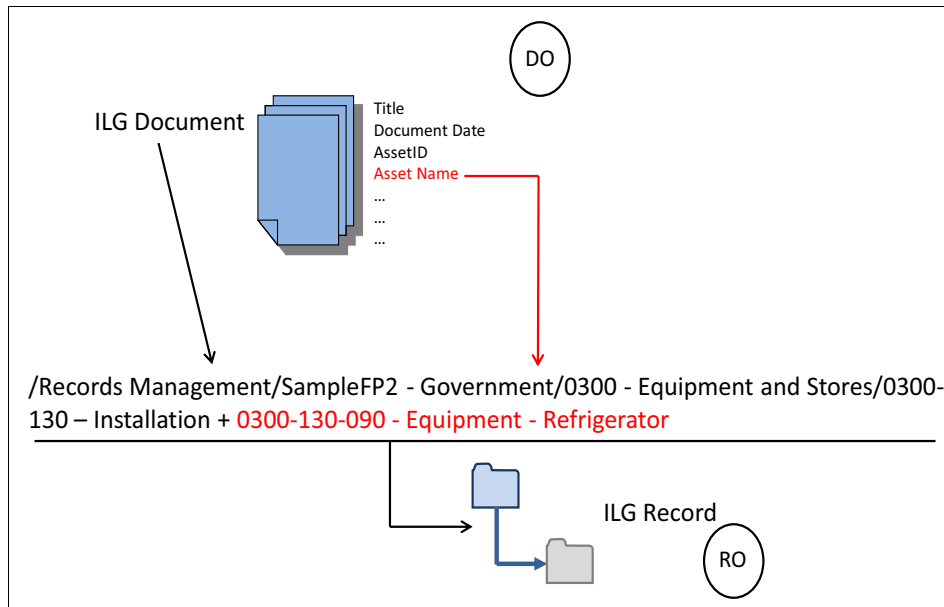 DO
ILG Document
Title
Document Date
AssetID
Asset Name
...
...
...
/Records Management/SampleFP2 - Government/0300 - Equipment and Stores/0300-
130 – Installation + 0300-130-090 - Equipment - Refrigerator
ILG Record
RO